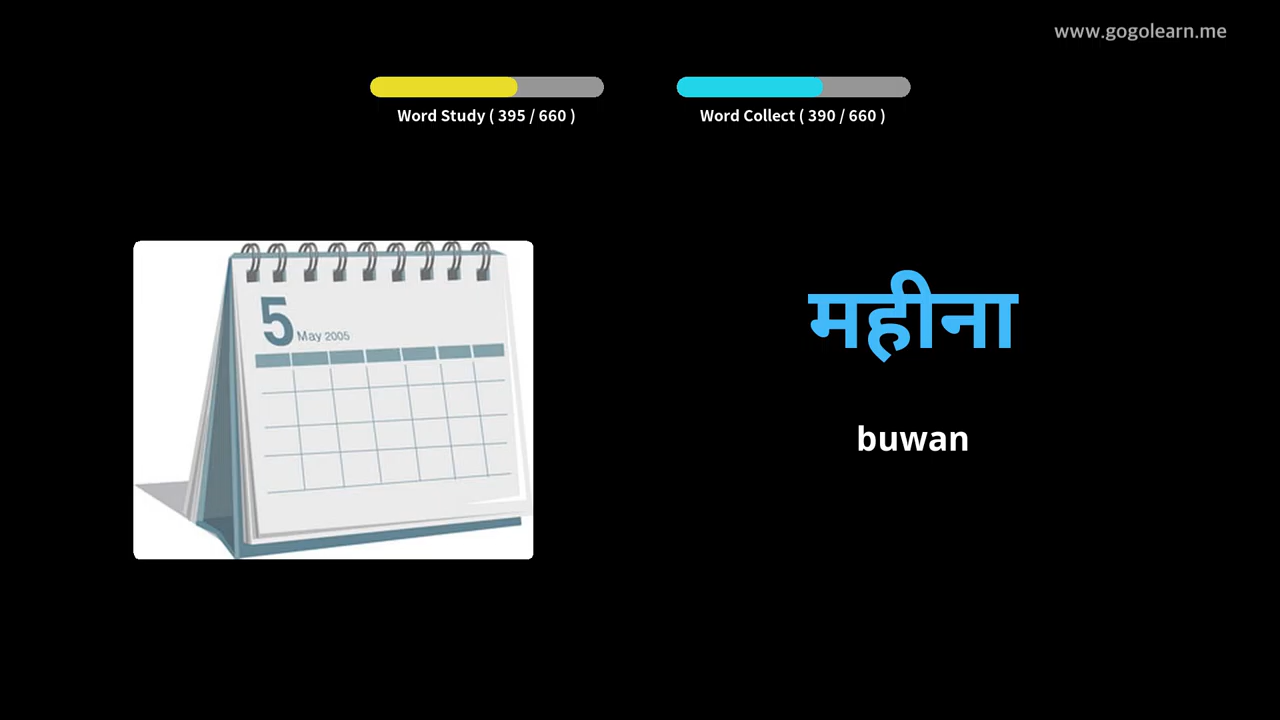 www.gogolearn.me
Word Study ( 395 / 660 )
Word Collect ( 390 / 660 )
5 May 2005
महीना
buwan